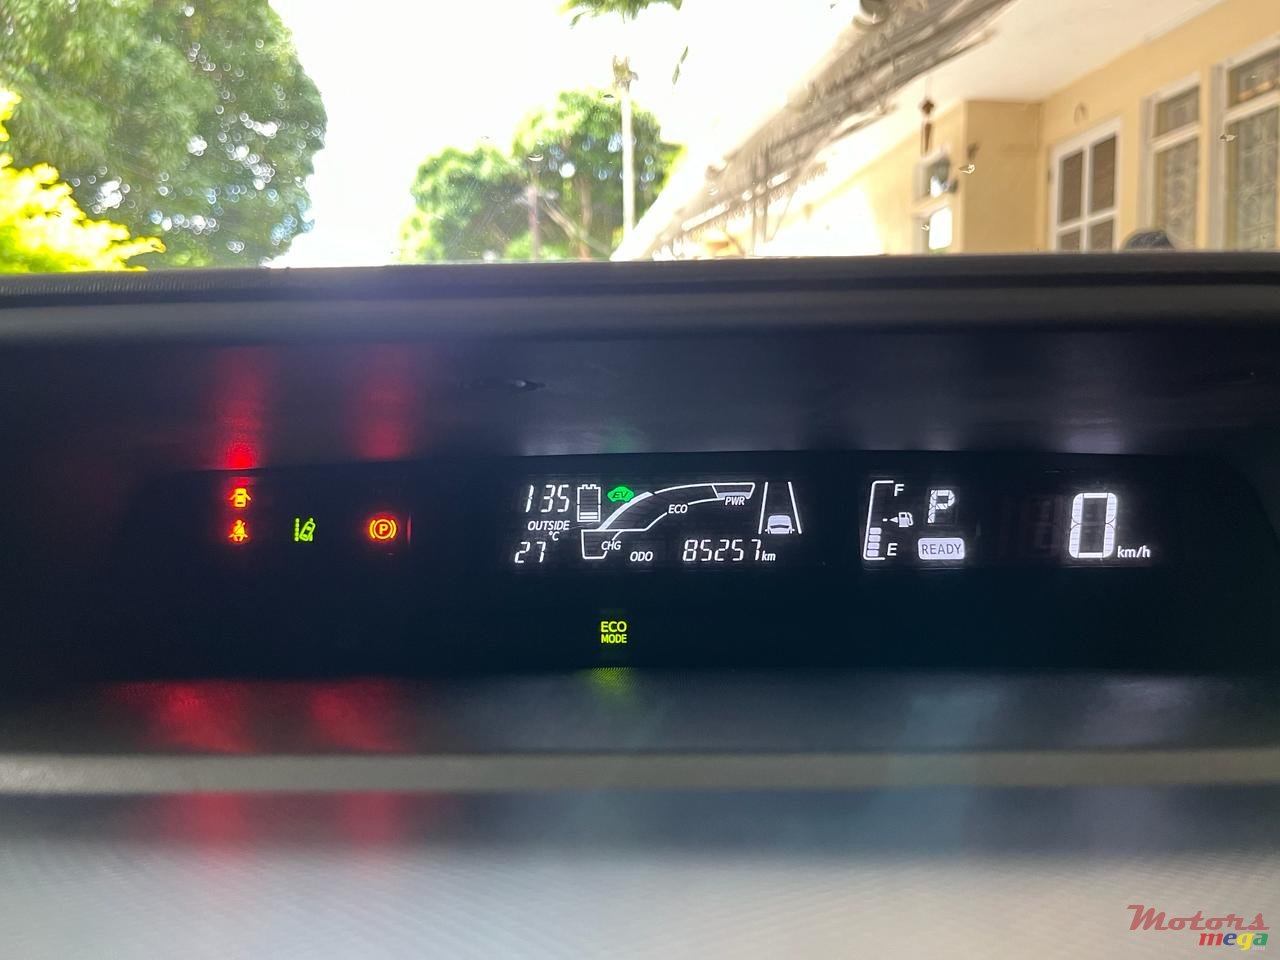 135
EV
PWR
ECO
OUTSIDE
°C
27
CHG
ODO
85257 km
F
E
P
READY
0 km/h
P
ECO
MODE
Motors
mega